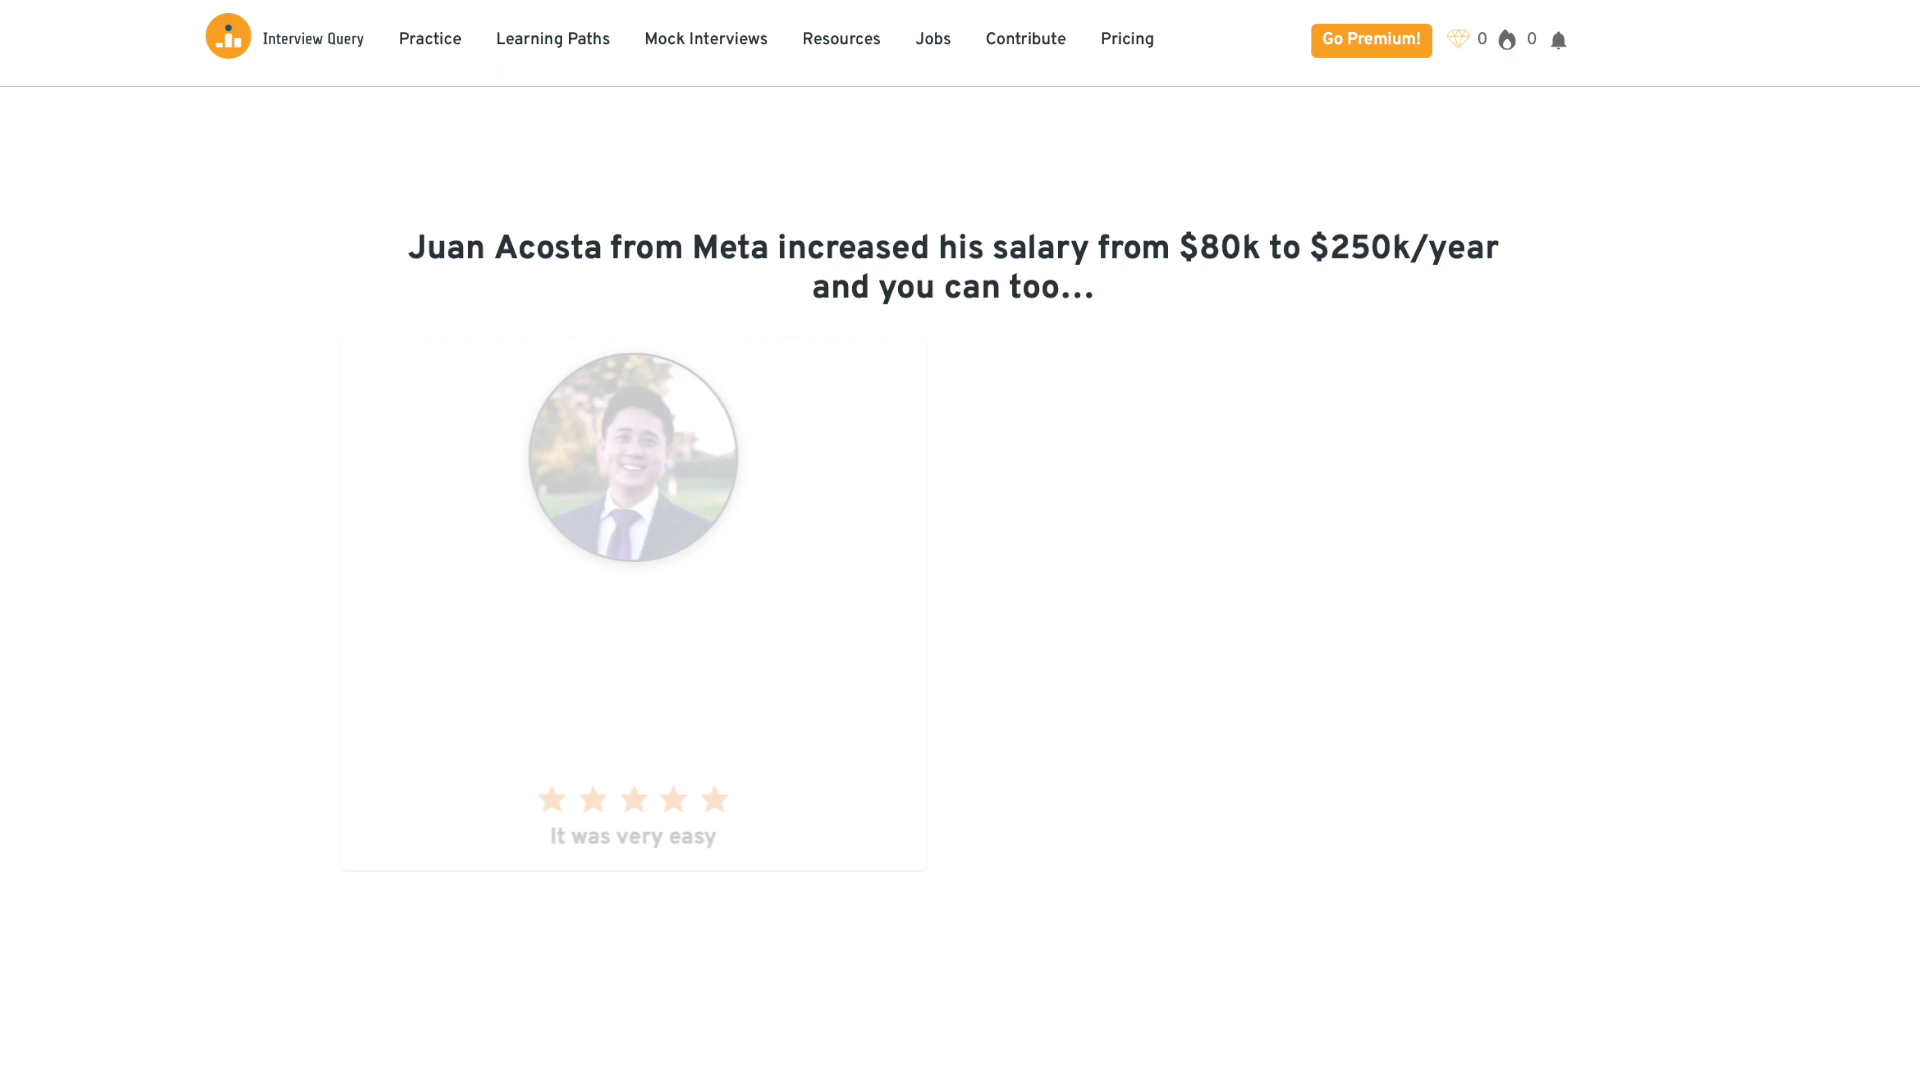 Interview Query
Practice
Learning Paths
Mock Interviews
Resources
Jobs
Contribute
Pricing
Go Premium!
0
0
Juan Acosta from Meta increased his salary from $80k to $250k/year
and you can too...
It was very easy